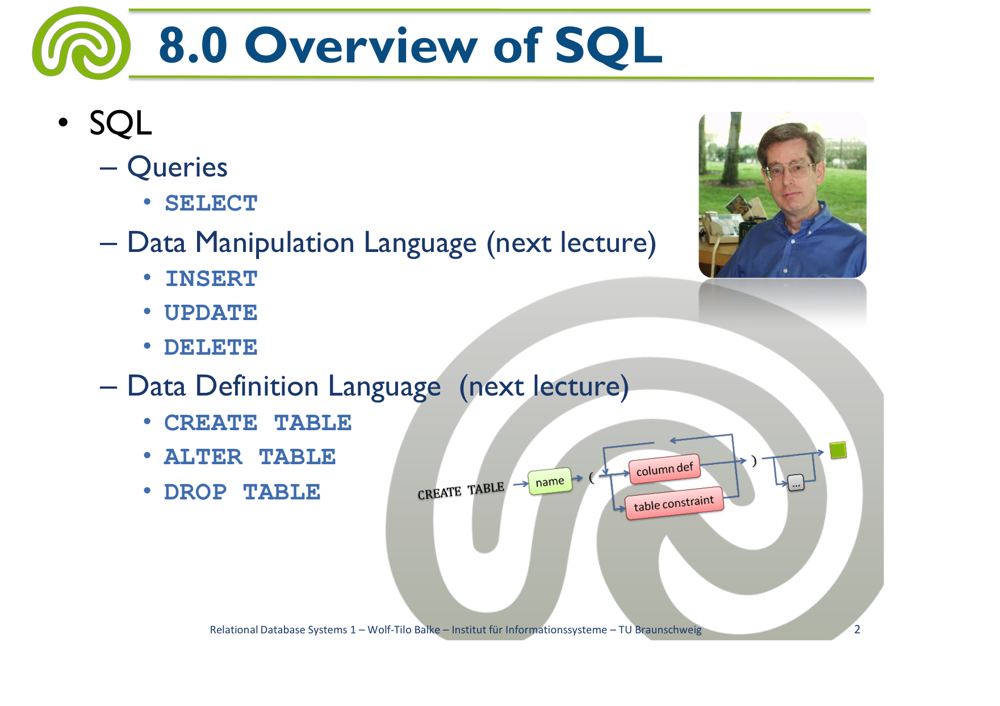 8.0 Overview of SQL
• SQL
– Queries
• SELECT
– Data Manipulation Language (next lecture)
• INSERT
• UPDATE
• DELETE
– Data Definition Language  (next lecture)
• CREATE TABLE
• ALTER TABLE
• DROP TABLE
CREATE TABLE name ( column def ) ...
table constraint
Relational Database Systems 1 – Wolf-Tilo Balke – Institut für Informationssysteme – TU Braunschweig 2